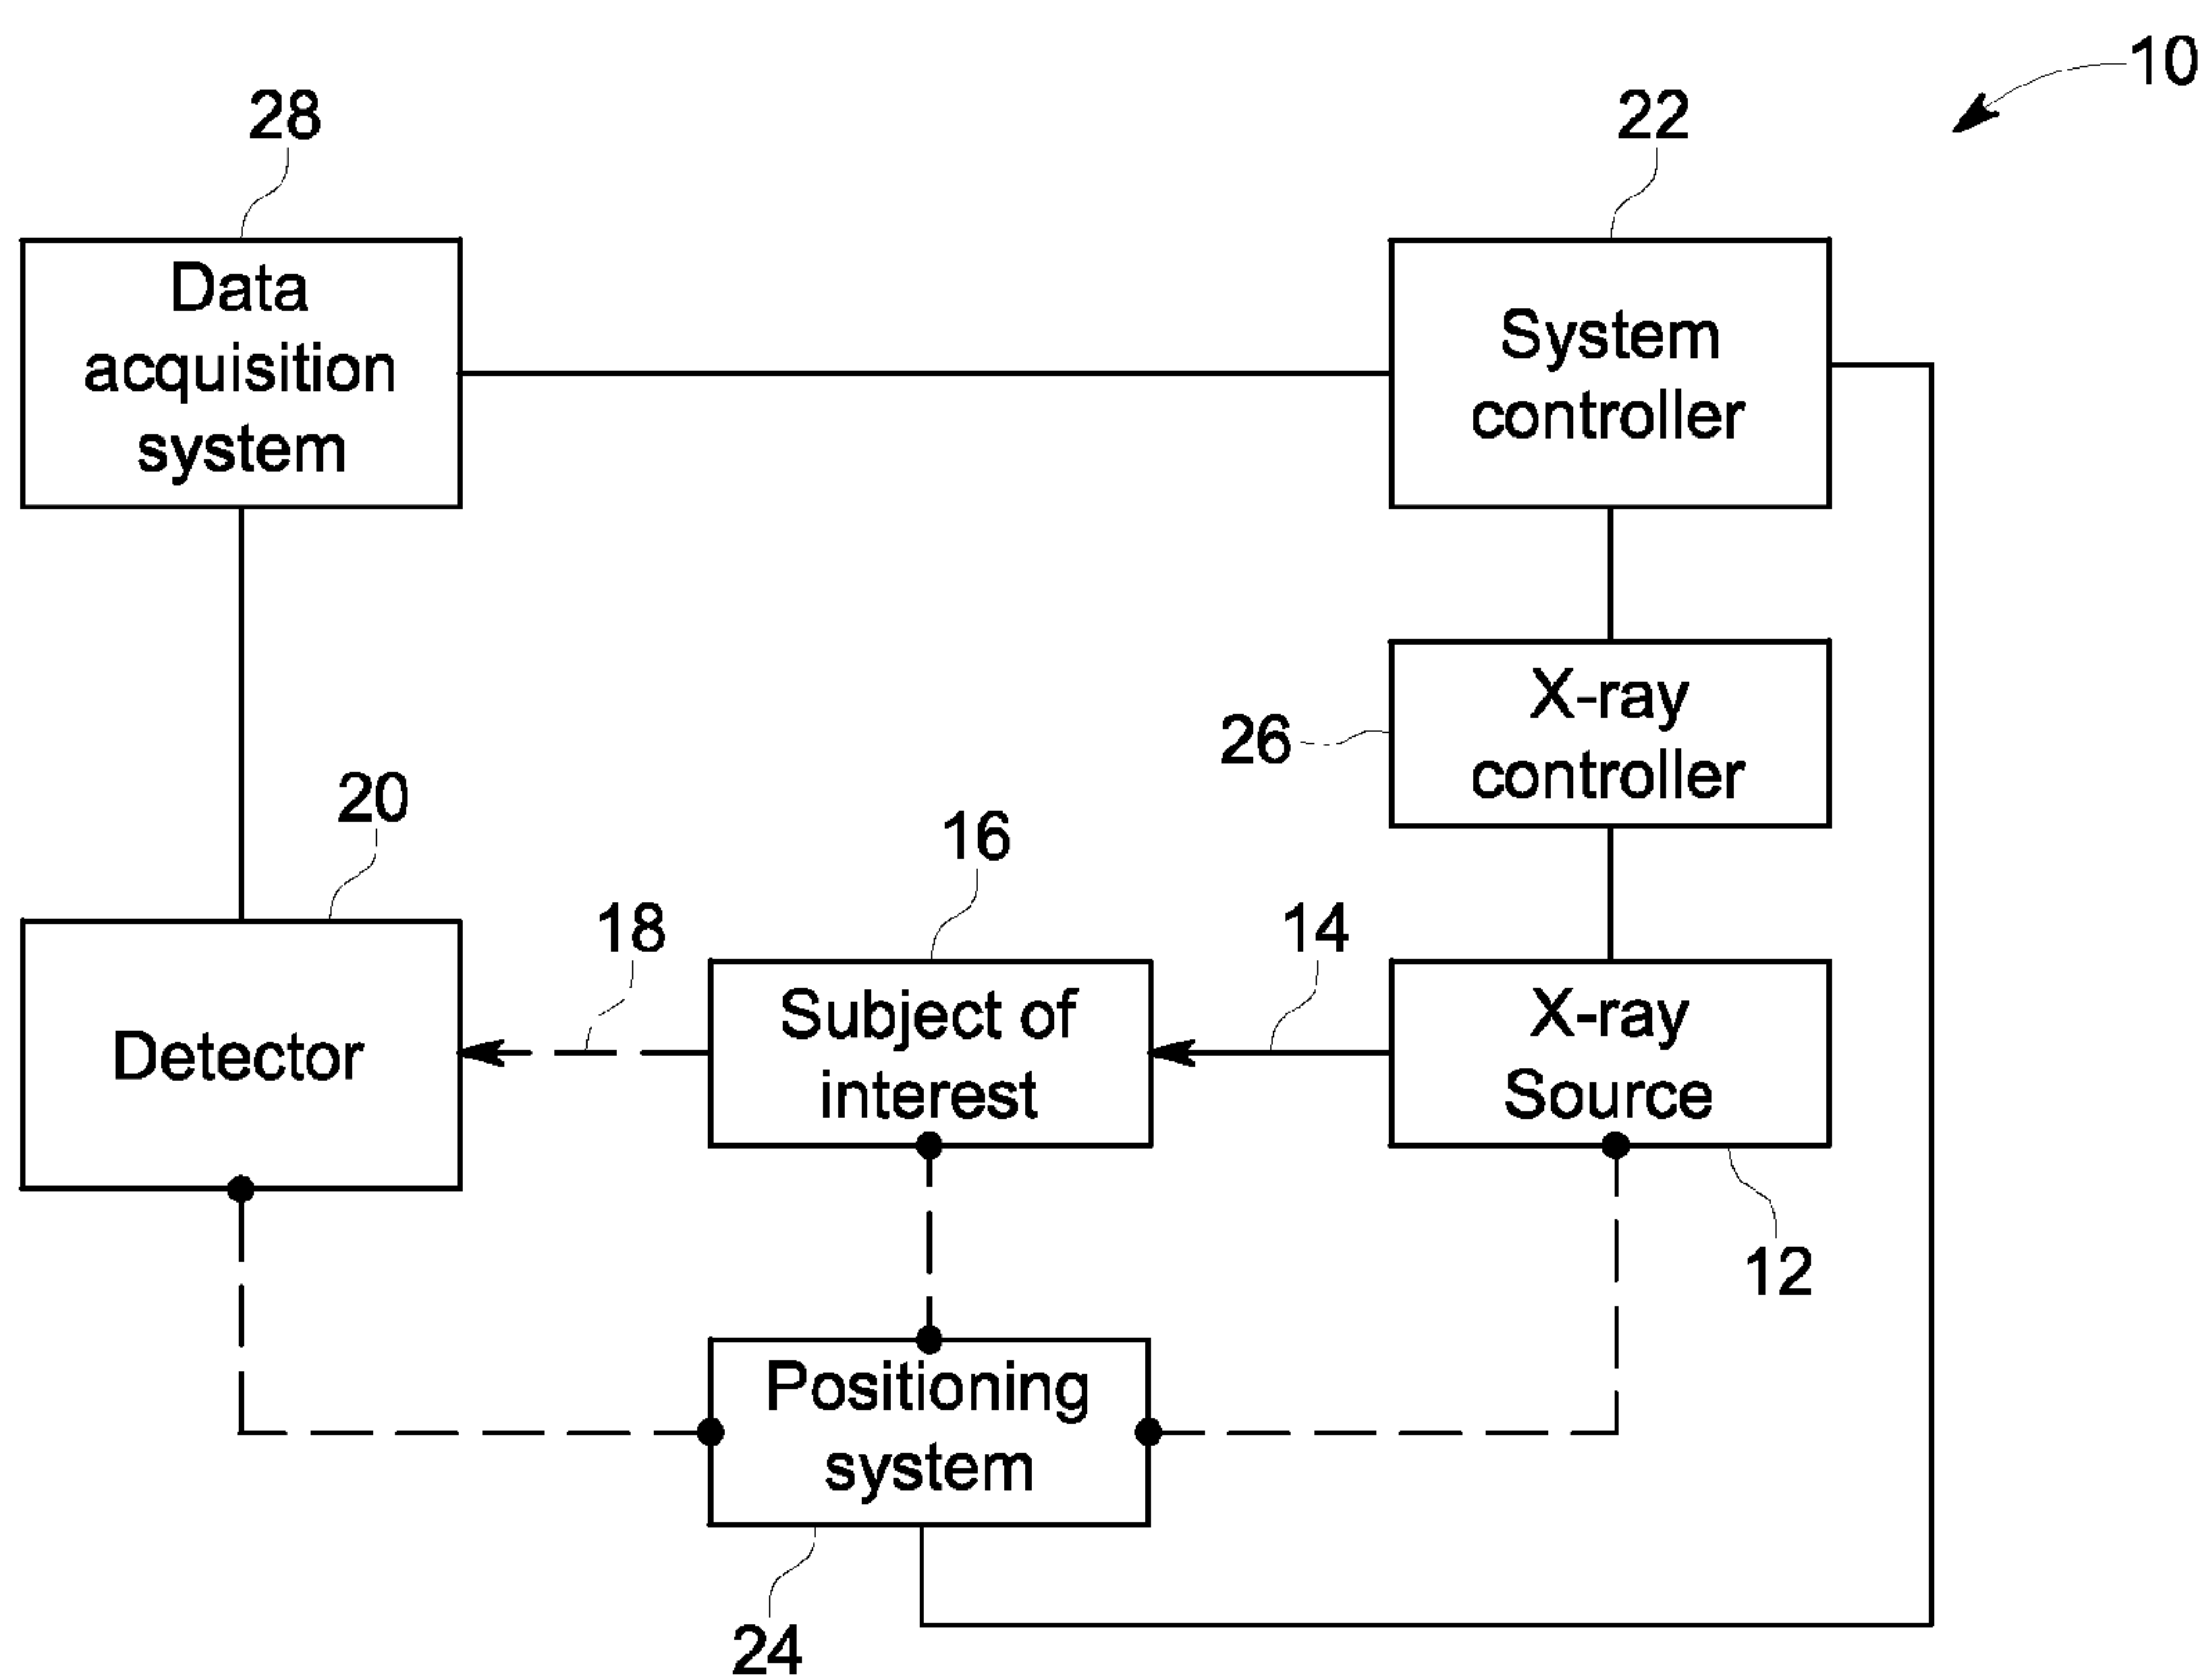 10
28
22
Data
acquisition
system
System
controller
X-ray
controller
26
20
16
18
14
Detector
Subject of
interest
X-ray
Source
12
Positioning
system
24